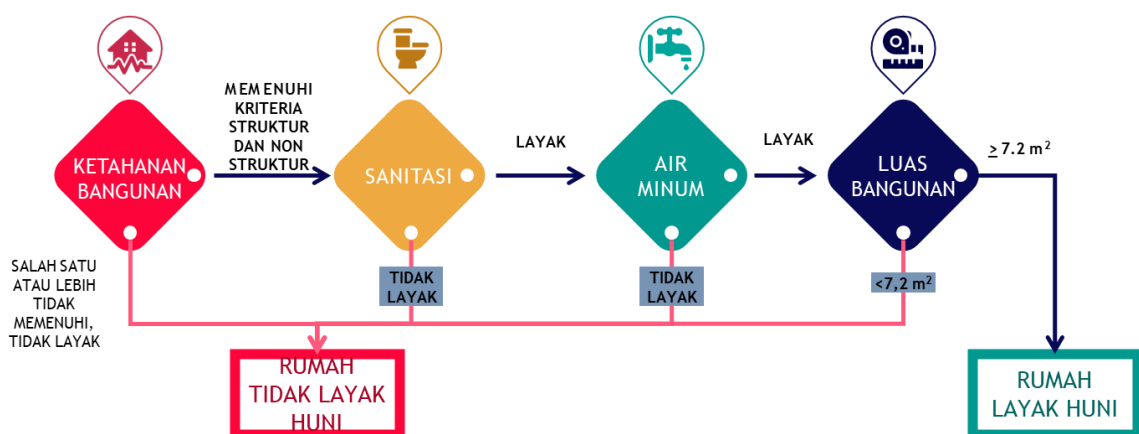 MEMENUHI
KRITERIA
STRUKTUR
DAN NON
STRUKTUR
LAYAK
LAYAK
≥ 7.2 m²
KETAHANAN
BANGUNAN
SANITASI
AIR
MINUM
LUAS
BANGUNAN
SALAH SATU
ATAU LEBIH
TIDAK
MEMENUHI,
TIDAK LAYAK
TIDAK
LAYAK
TIDAK
LAYAK
<7,2 m²
RUMAH
TIDAK LAYAK
HUNI
RUMAH
LAYAK HUNI